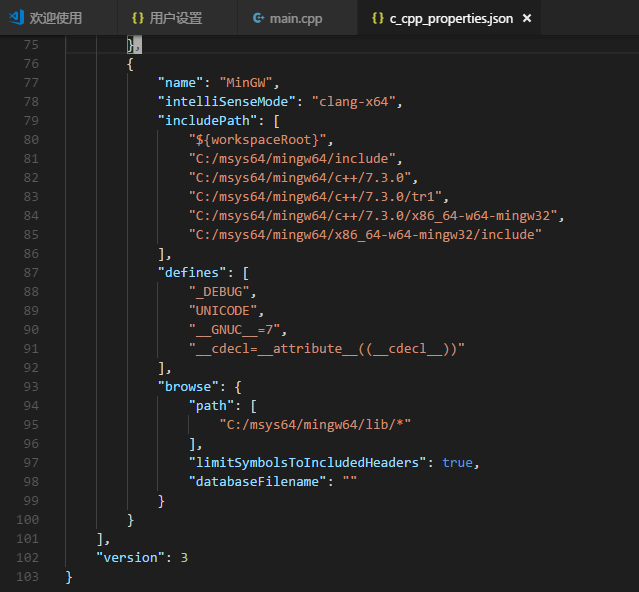 欢迎使用 {} 用户设置 C++ main.cpp {} c_cpp_properties.json ×
75 },
76 {
77 "name": "MinGW",
78 "intelliSenseMode": "clang-x64",
79 "includePath": [
80 "${workspaceRoot}",
81 "C:/msys64/mingw64/include",
82 "C:/msys64/mingw64/c++/7.3.0",
83 "C:/msys64/mingw64/c++/7.3.0/tr1",
84 "C:/msys64/mingw64/c++/7.3.0/x86_64-w64-mingw32",
85 "C:/msys64/mingw64/x86_64-w64-mingw32/include"
86 ],
87 "defines": [
88 "_DEBUG",
89 "UNICODE",
90 "__GNUC__=7",
91 "__cdecl=__attribute__((__cdecl__))"
92 ],
93 "browse": {
94 "path": [
95 "C:/msys64/mingw64/lib/*"
96 ],
97 "limitSymbolsToIncludedHeaders": true,
98 "databaseFilename": ""
99 }
100 }
101 ],
102 "version": 3
103 }